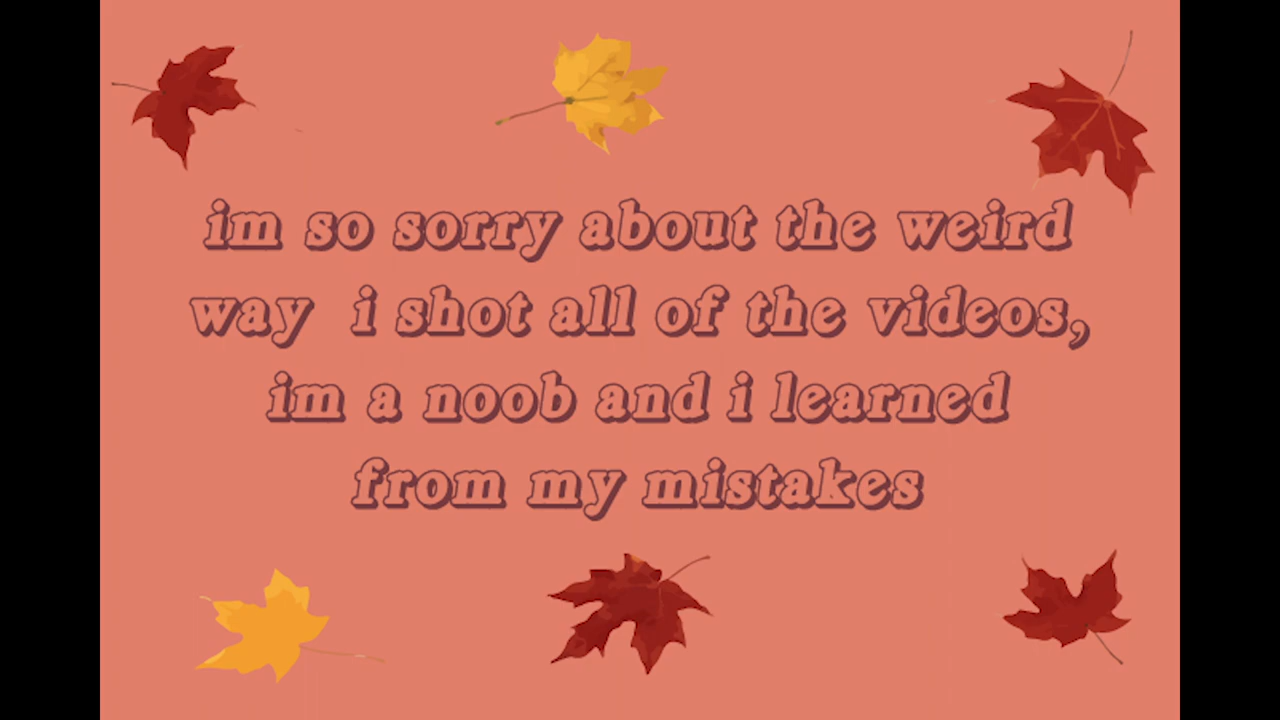 im so sorry about the weird
way i shot all of the videos,
im a noob and i learned
from my mistakes